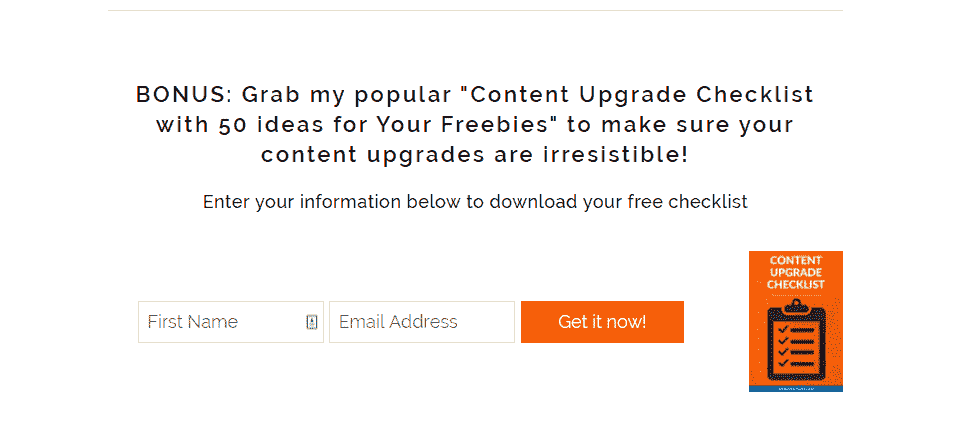 BONUS: Grab my popular "Content Upgrade Checklist
with 50 ideas for Your Freebies" to make sure your
content upgrades are irresistible!
Enter your information below to download your free checklist
First Name
Email Address
Get it now!
CONTENT
UPGRADE
CHECKLIST